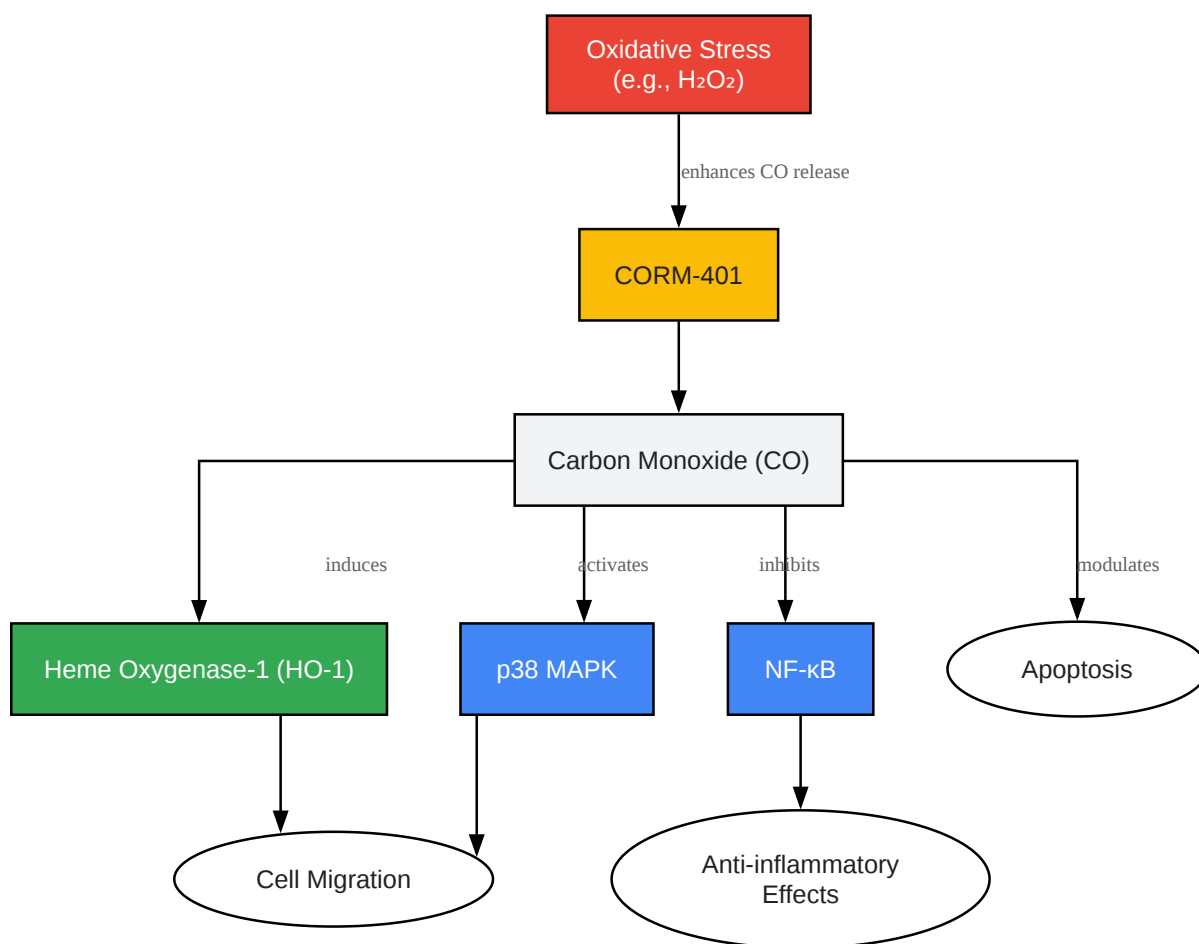 Oxidative Stress
(e.g., H₂O₂)
enhances CO release
CORM-401
Carbon Monoxide (CO)
induces
activates
inhibits
modulates
Heme Oxygenase-1 (HO-1)
p38 MAPK
NF-κB
Apoptosis
Cell Migration
Anti-inflammatory
Effects